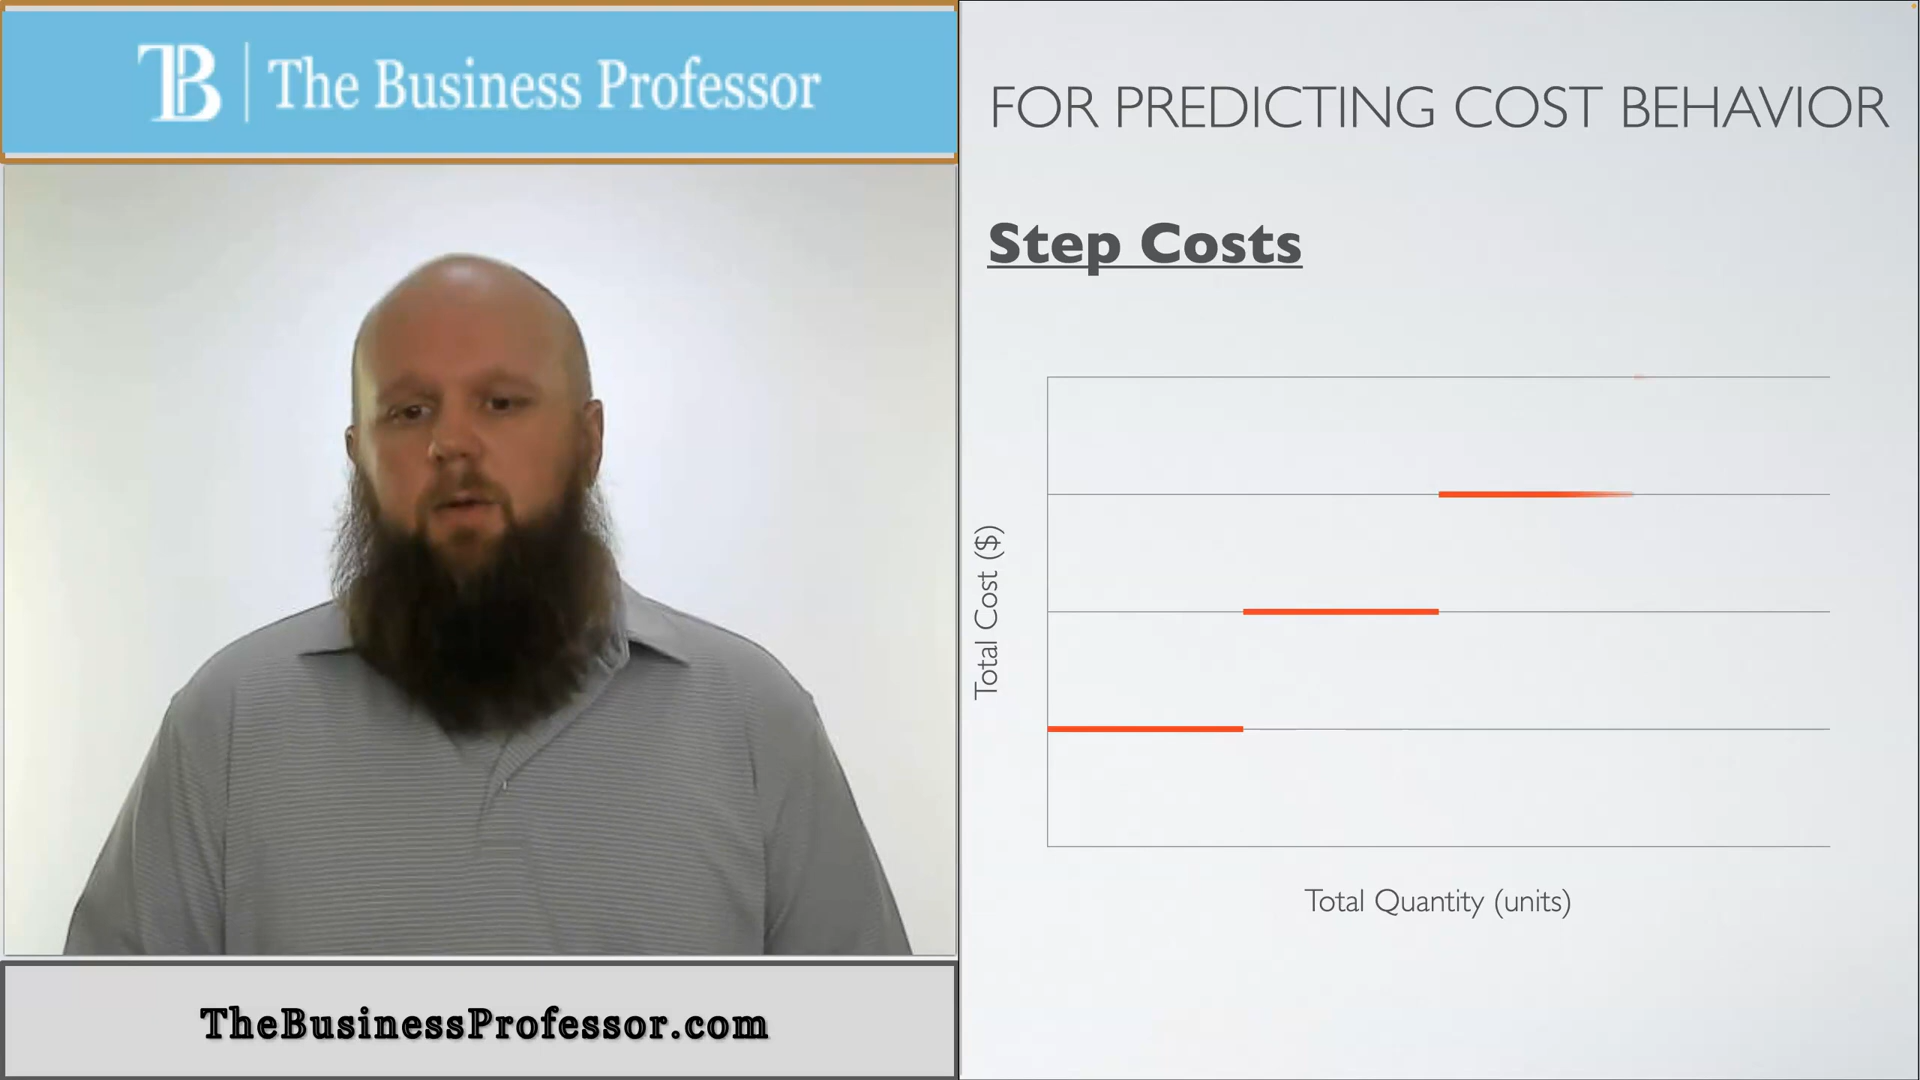 TB The Business Professor
FOR PREDICTING COST BEHAVIOR
Step Costs
Total Cost ($)
Total Quantity (units)
TheBusinessProfessor.com